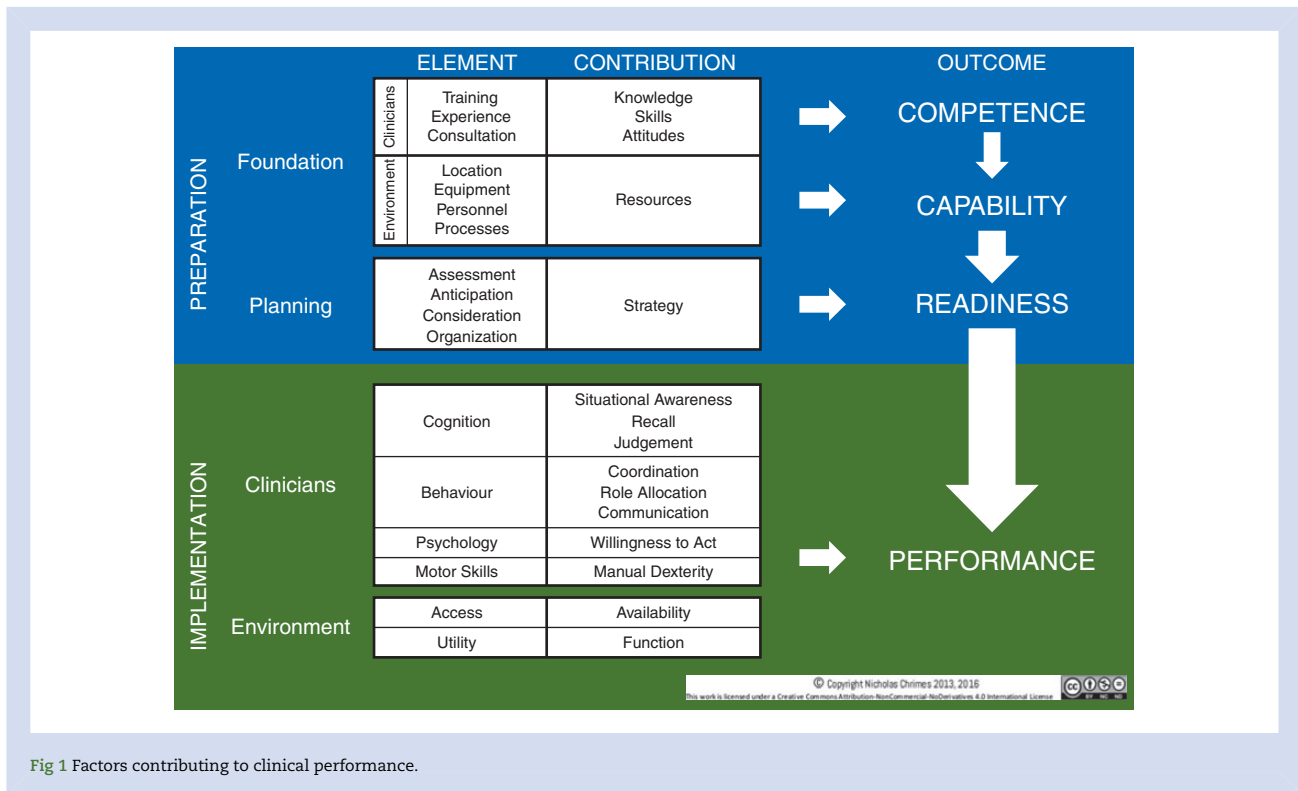 ELEMENT CONTRIBUTION OUTCOME
PREPARATION
Foundation
Clinicians
Training
Experience
Consultation
Knowledge
Skills
Attitudes
COMPETENCE
Environment
Location
Equipment
Personnel
Processes
Resources
CAPABILITY
Planning
Assessment
Anticipation
Consideration
Organization
Strategy
READINESS
IMPLEMENTATION
Clinicians
Cognition
Situational Awareness
Recall
Judgement
Behaviour
Coordination
Role Allocation
Communication
Psychology
Willingness to Act
Motor Skills
Manual Dexterity
PERFORMANCE
Environment
Access
Availability
Utility
Function
© Copyright Nicholas Chrimes 2013, 2016
This work is licensed under a Creative Commons Attribution-NonCommercial-NoDerivatives 4.0 International License
cc
BY NC ND
Fig 1 Factors contributing to clinical performance.